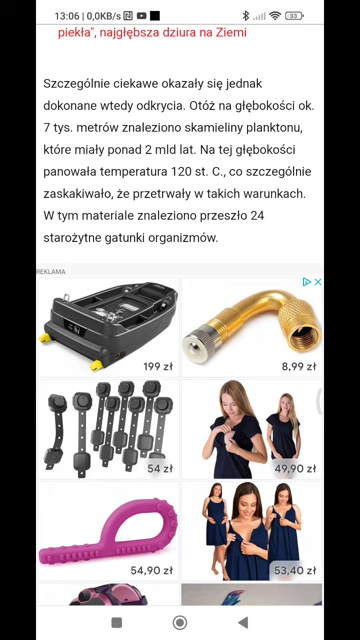 13:06 | 0,0KB/s
33
piekła", najgłębsza dziura na Ziemi
Szczególnie ciekawe okazały się jednak
dokonane wtedy odkrycia. Otóż na głębokości ok.
7 tys. metrów znaleziono skamieliny planktonu,
które miały ponad 2 mld lat. Na tej głębokości
panowała temperatura 120 st. C., co szczególnie
zaskakiwało, że przetrwały w takich warunkach.
W tym materiale znaleziono przeszło 24
starożytne gatunki organizmów.
REKLAMA
199 zł
8,99 zł
54 zł
49,90 zł
54,90 zł
53,40 zł